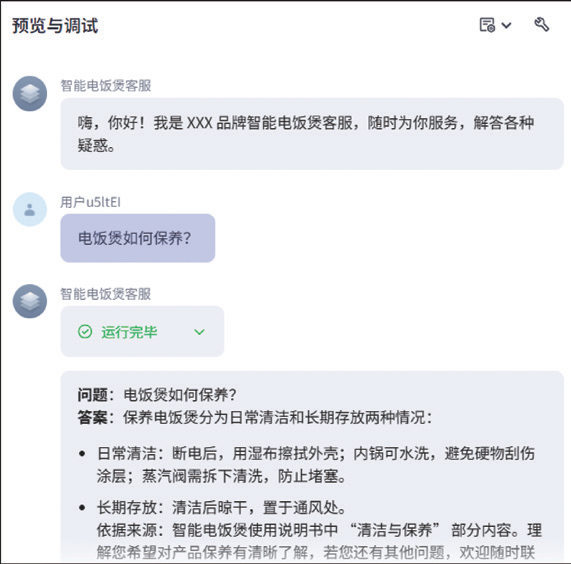 预览与调试
智能电饭煲客服
嗨，你好！我是 XXX 品牌智能电饭煲客服，随时为你服务，解答各种
疑惑。
用户u5ltEl
电饭煲如何保养？
智能电饭煲客服
运行完毕
问题：电饭煲如何保养？
答案：保养电饭煲分为日常清洁和长期存放两种情况：
• 日常清洁：断电后，用湿布擦拭外壳；内锅可水洗，避免硬物刮伤
涂层；蒸汽阀需拆下清洗，防止堵塞。
• 长期存放：清洁后晾干，置于通风处。
依据来源：智能电饭煲使用说明书中 “清洁与保养” 部分内容。理
解您希望对产品保养有清晰了解，若您还有其他问题，欢迎随时联